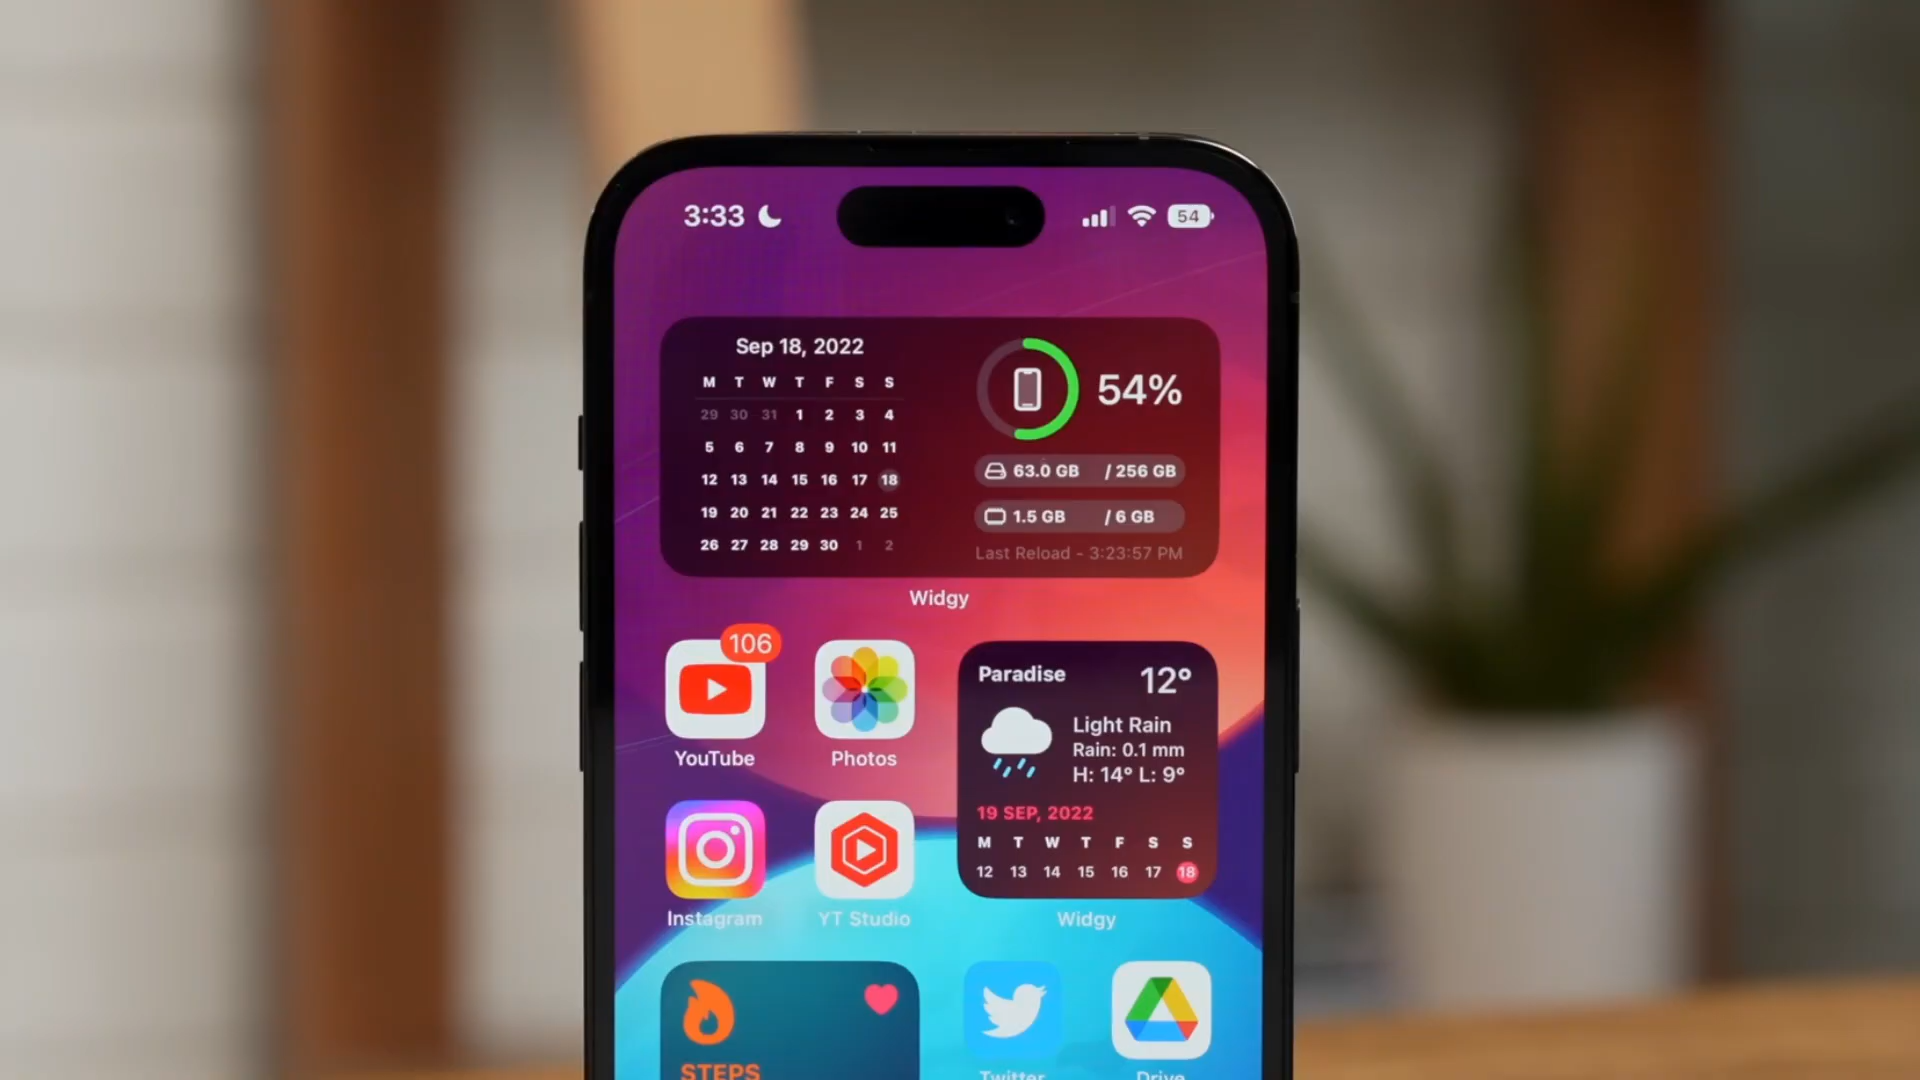 3:33
54
Sep 18, 2022
M T W T F S S
29 30 31 1 2 3 4
5 6 7 8 9 10 11
12 13 14 15 16 17 18
19 20 21 22 23 24 25
26 27 28 29 30 1 2
54%
63.0 GB / 256 GB
1.5 GB / 6 GB
Last Reload - 3:23:57 PM
Widgy
106
YouTube
Photos
Paradise
12°
Light Rain
Rain: 0.1 mm
H: 14° L: 9°
19 SEP, 2022
M T W T F S S
12 13 14 15 16 17 18
Instagram
YT Studio
Widgy
STEPS
Twitter
Drive